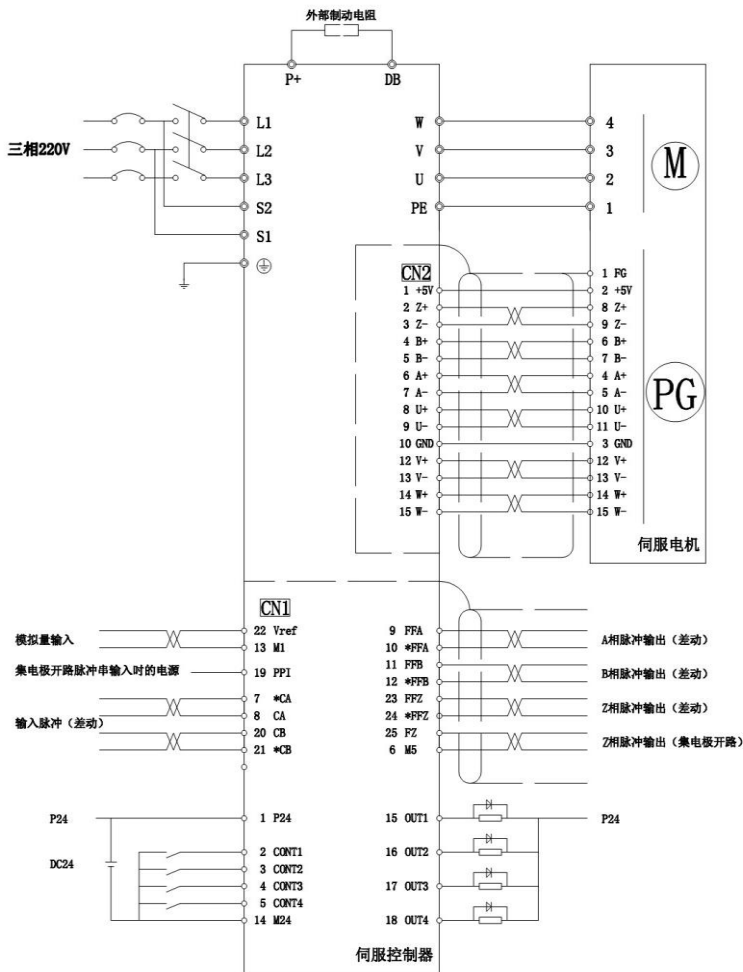 外部制动电阻
P+ DB
三相220V
L1 W 4
L2 V 3
M
L3 U 2
S2 PE 1
S1
CN2 1 FG
1 +5V 2 +5V
2 Z+ 8 Z+
3 Z- 9 Z-
4 B+ 6 B+
5 B- 7 B-
6 A+ 4 A+
7 A- 5 A-
PG
8 U+ 10 U+
9 U- 11 U-
10 GND 3 GND
12 V+ 12 V+
13 V- 13 V-
14 W+ 14 W+
15 W- 15 W-
伺服电机
CN1
模拟量输入
22 Vref 9 FFA
13 M1 10 *FFA
A相脉冲输出（差动）
集电极开路脉冲串输入时的电源 19 PPI
11 FFB
12 *FFB
B相脉冲输出（差动）
输入脉冲（差动）
7 *CA 23 FFZ
8 CA 24 *FFZ
Z相脉冲输出（差动）
20 CB 25 FZ
21 *CB 6 M5
Z相脉冲输出（集电极开路）
P24 1 P24 15 OUT1 P24
DC24
2 CONT1 16 OUT2
3 CONT2
4 CONT3 17 OUT3
5 CONT4
14 M24 18 OUT4
伺服控制器